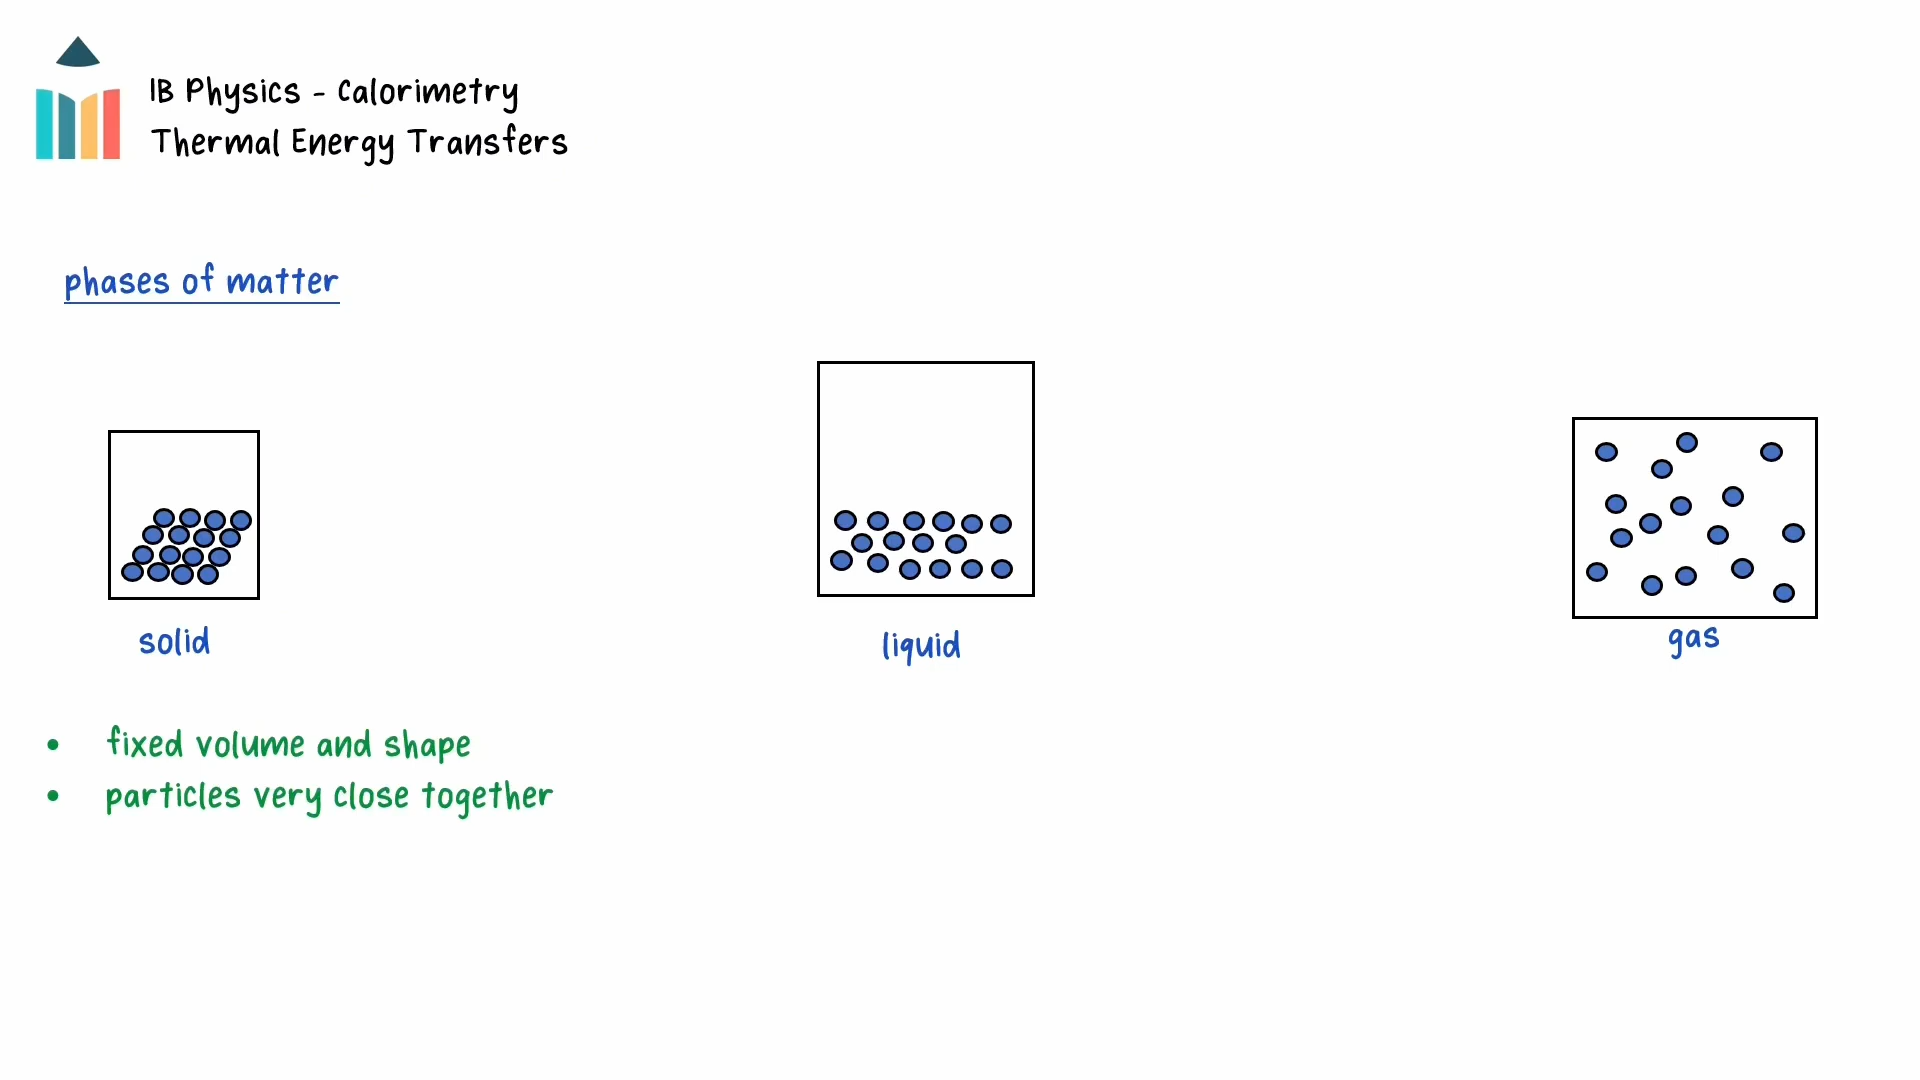 IB Physics - Calorimetry
Thermal Energy Transfers
phases of matter
solid
liquid
gas
• fixed volume and shape
• particles very close together